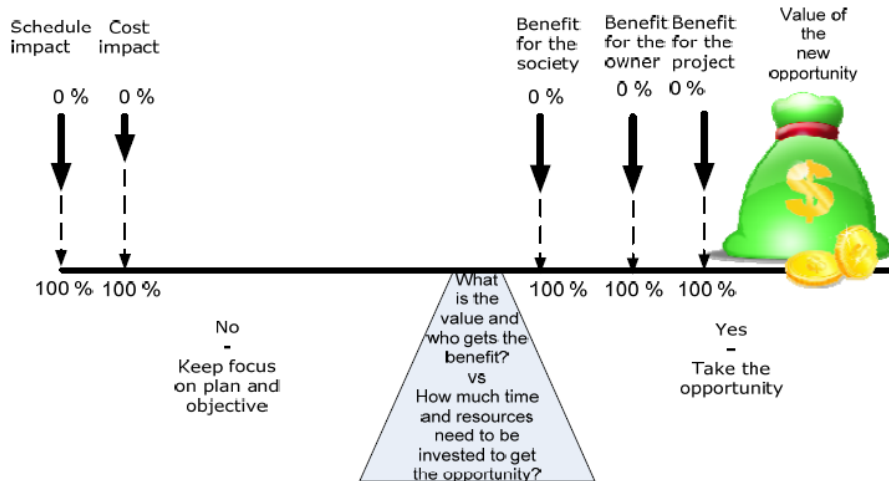 Schedule
impact
0 %
100 %
Cost
impact
0 %
100 %
Benefit
for the
society
0 %
100 %
Benefit
for the
owner
0 %
100 %
Benefit
for the
project
0 %
100 %
Value of
the
new
opportunity
$
No
-
Keep focus
on plan and
objective
What
is the
value and
who gets the
benefit?
vs
How much time
and resources
need to be
invested to get
the opportunity?
Yes
-
Take the
opportunity